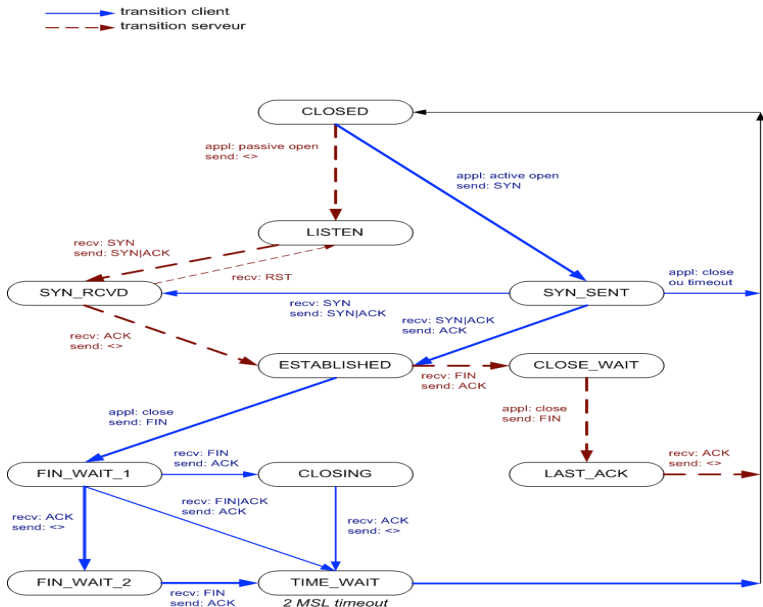 transition client
transition serveur
CLOSED
appl: passive open
send: <>
appl: active open
send: SYN
LISTEN
recv: SYN
send: SYN|ACK
recv: RST
appl: close
ou timeout
SYN_RCVD
SYN_SENT
recv: SYN
send: SYN|ACK
recv: SYN|ACK
send: ACK
recv: ACK
send: <>
ESTABLISHED
CLOSE_WAIT
recv: FIN
send: ACK
appl: close
send: FIN
appl: close
send: FIN
recv: FIN
send: ACK
recv: ACK
send: <>
FIN_WAIT_1
CLOSING
LAST_ACK
recv: FIN|ACK
send: ACK
recv: ACK
send: <>
recv: ACK
send: <>
FIN_WAIT_2
TIME_WAIT
recv: FIN
send: ACK
2 MSL timeout